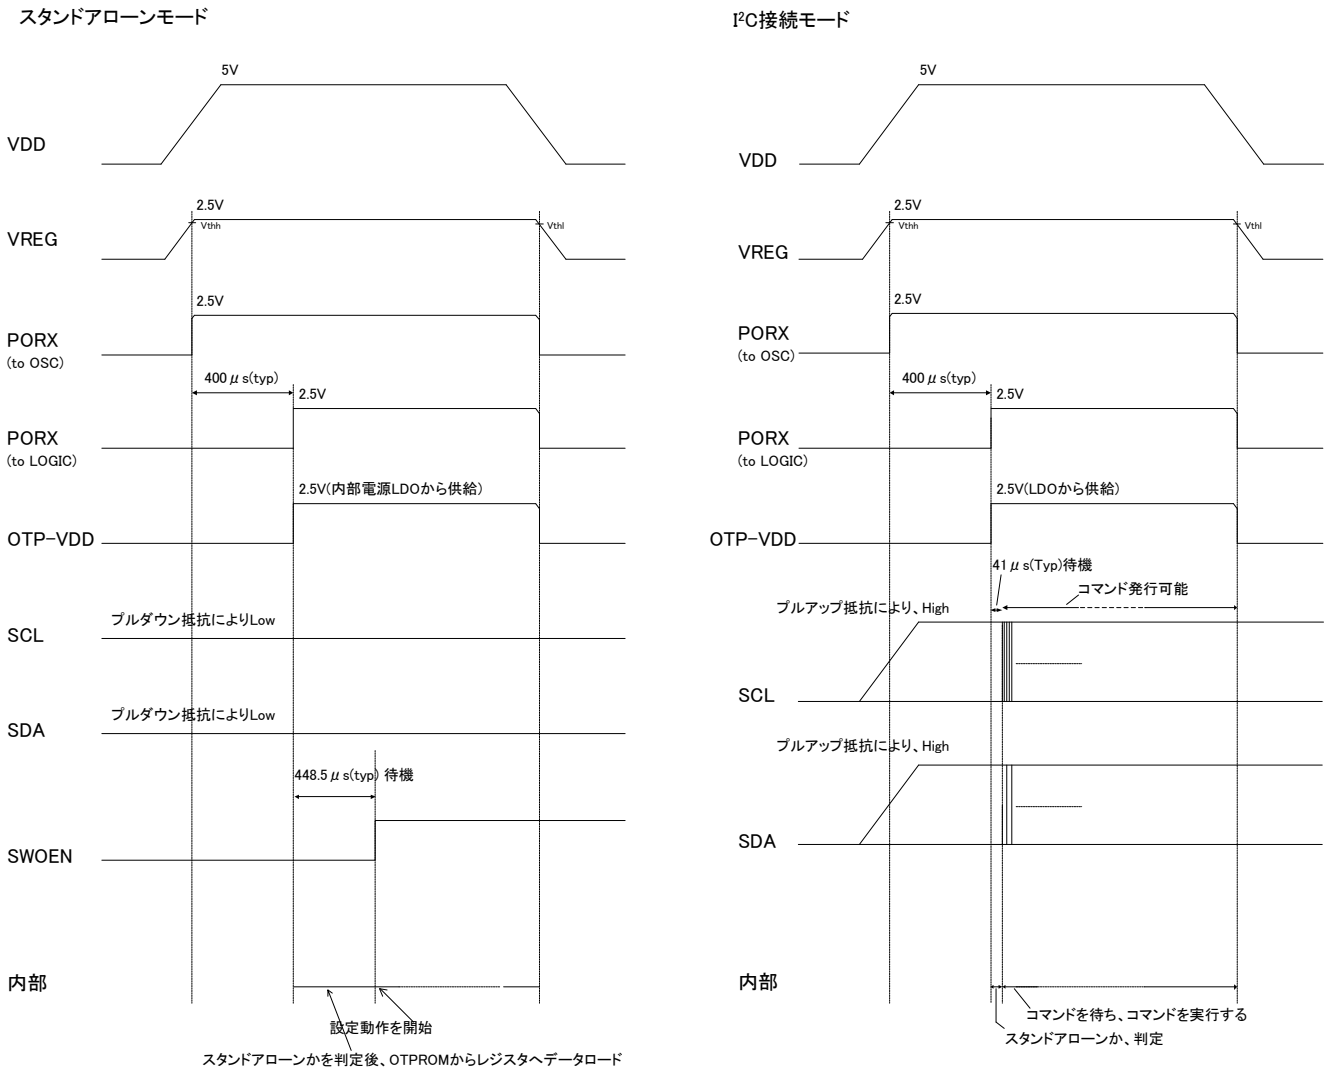 スタンドアローンモード
5V
VDD
2.5V
Vthh
Vthl
VREG
2.5V
PORX
(to OSC)
400μs(typ)
2.5V
PORX
(to LOGIC)
2.5V(内部電源LDOから供給)
OTP-VDD
プルダウン抵抗によりLow
SCL
プルダウン抵抗によりLow
SDA
448.5μs(typ) 待機
SWOEN
内部
設定動作を開始
スタンドアローンかを判定後、OTPROMからレジスタへデータロード
I²C接続モード
5V
VDD
2.5V
Vthh
Vthl
VREG
2.5V
PORX
(to OSC)
400μs(typ)
2.5V
PORX
(to LOGIC)
2.5V(LDOから供給)
OTP-VDD
41μs(Typ)待機
コマンド発行可能
プルアップ抵抗により、High
SCL
プルアップ抵抗により、High
SDA
内部
コマンドを待ち、コマンドを実行する
スタンドアローンか、判定